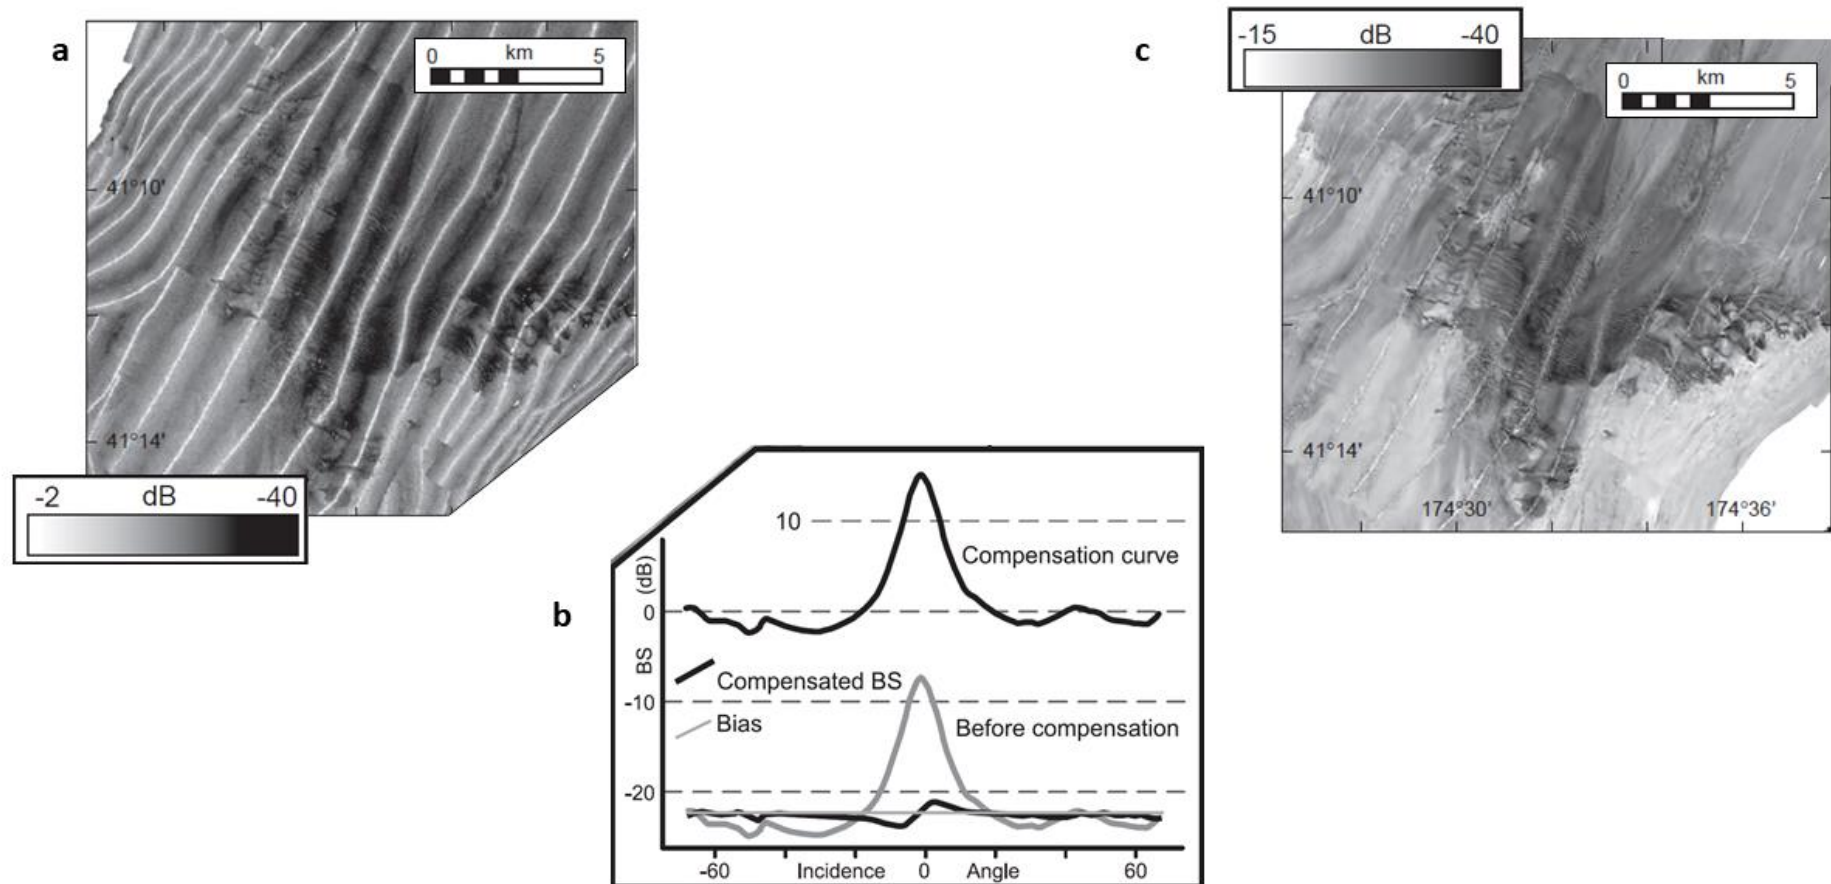 a
0 km 5
41°10'
41°14'
-2 dB -40
b
BS (dB)
10
0
-10
-20
Compensation curve
Compensated BS
Bias
Before compensation
-60 Incidence 0 Angle 60
c
-15 dB -40
0 km 5
41°10'
41°14'
174°30' 174°36'